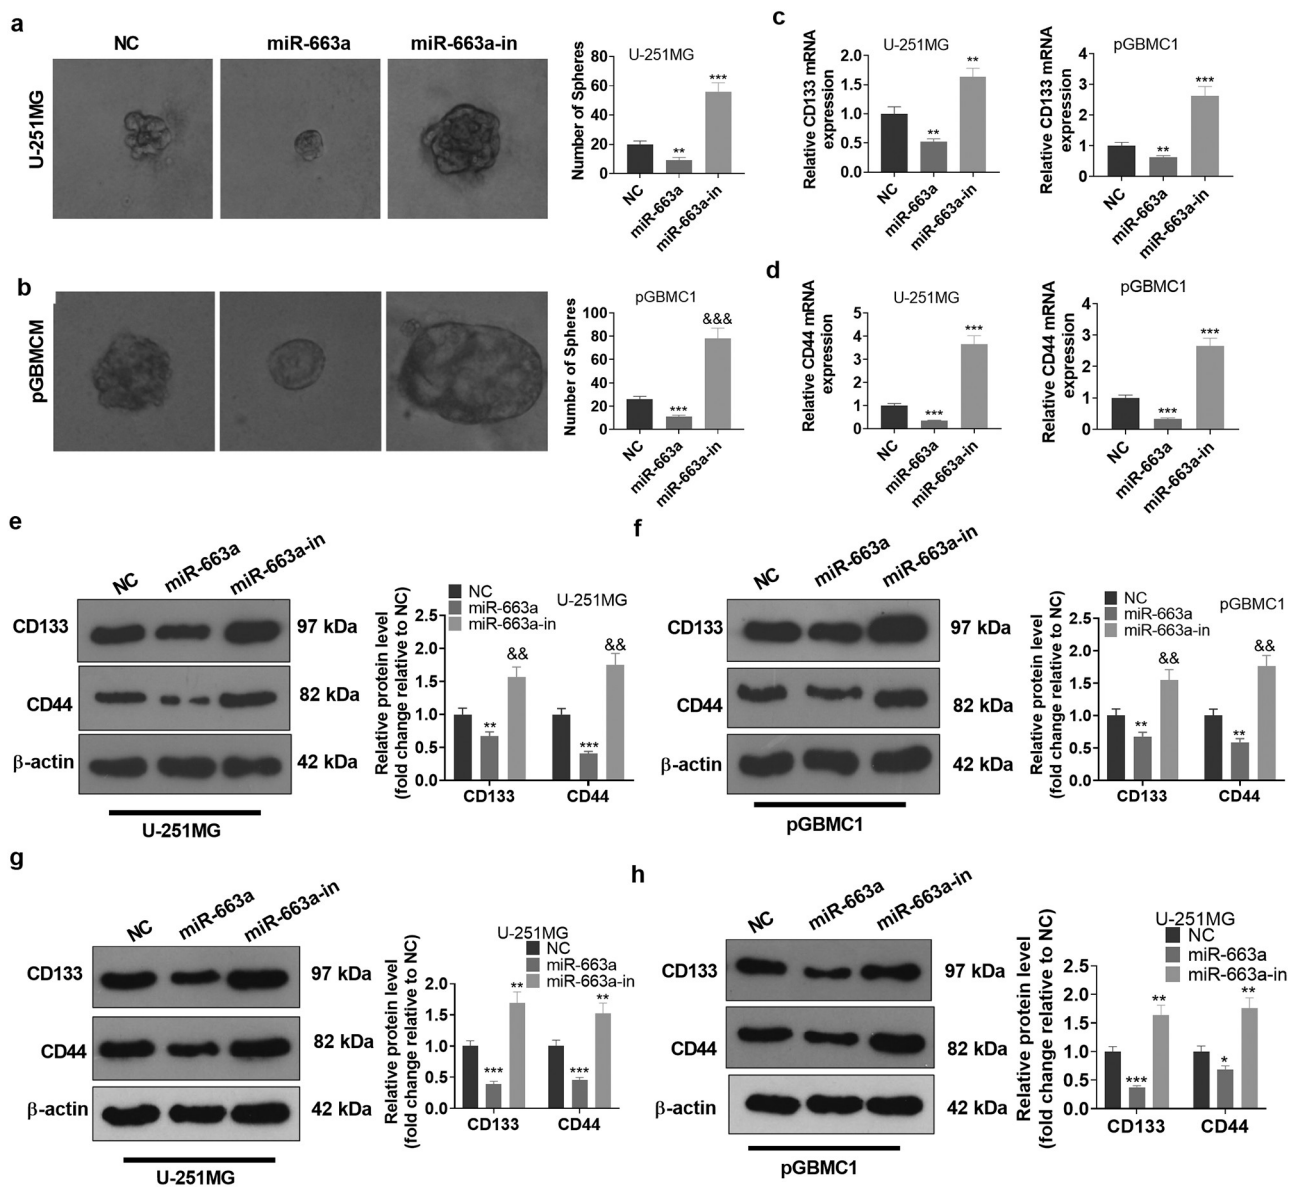 a
NC
miR-663a
miR-663a-in
U-251MG
Number of Spheres
U-251MG
80
60
40
20
0
**
***
NC
miR-663a
miR-663a-in
c
Relative CD133 mRNA
expression
U-251MG
2.0
1.5
1.0
0.5
0.0
**
**
NC
miR-663a
miR-663a-in
Relative CD133 mRNA
expression
pGBMC1
4
3
2
1
0
**
***
NC
miR-663a
miR-663a-in
b
pGBMCM
Number of Spheres
pGBMC1
100
80
60
40
20
0
***
&&&
NC
miR-663a
miR-663a-in
d
Relative CD44 mRNA
expression
U-251MG
5
4
3
2
1
0
***
***
NC
miR-663a
miR-663a-in
Relative CD44 mRNA
expression
pGBMC1
4
3
2
1
0
***
***
NC
miR-663a
miR-663a-in
e
NC
miR-663a
miR-663a-in
CD133
97 kDa
CD44
82 kDa
β-actin
42 kDa
U-251MG
Relative protein level
(fold change relative to NC)
NC
miR-663a
miR-663a-in
U-251MG
2.5
2.0
1.5
1.0
0.5
0.0
**
&&
***
&&
CD133
CD44
f
NC
miR-663a
miR-663a-in
CD133
97 kDa
CD44
82 kDa
β-actin
42 kDa
pGBMC1
Relative protein level
(fold change relative to NC)
NC
miR-663a
miR-663a-in
pGBMC1
2.5
2.0
1.5
1.0
0.5
0.0
**
&&
**
&&
CD133
CD44
g
NC
miR-663a
miR-663a-in
CD133
97 kDa
CD44
82 kDa
β-actin
42 kDa
U-251MG
Relative protein level
(fold change relative to NC)
U-251MG
NC
miR-663a
miR-663a-in
2.0
1.5
1.0
0.5
0.0
***
**
***
**
CD133
CD44
h
NC
miR-663a
miR-663a-in
CD133
97 kDa
CD44
82 kDa
β-actin
42 kDa
pGBMC1
Relative protein level
(fold change relative to NC)
U-251MG
NC
miR-663a
miR-663a-in
2.5
2.0
1.5
1.0
0.5
0.0
***
**
*
**
CD133
CD44